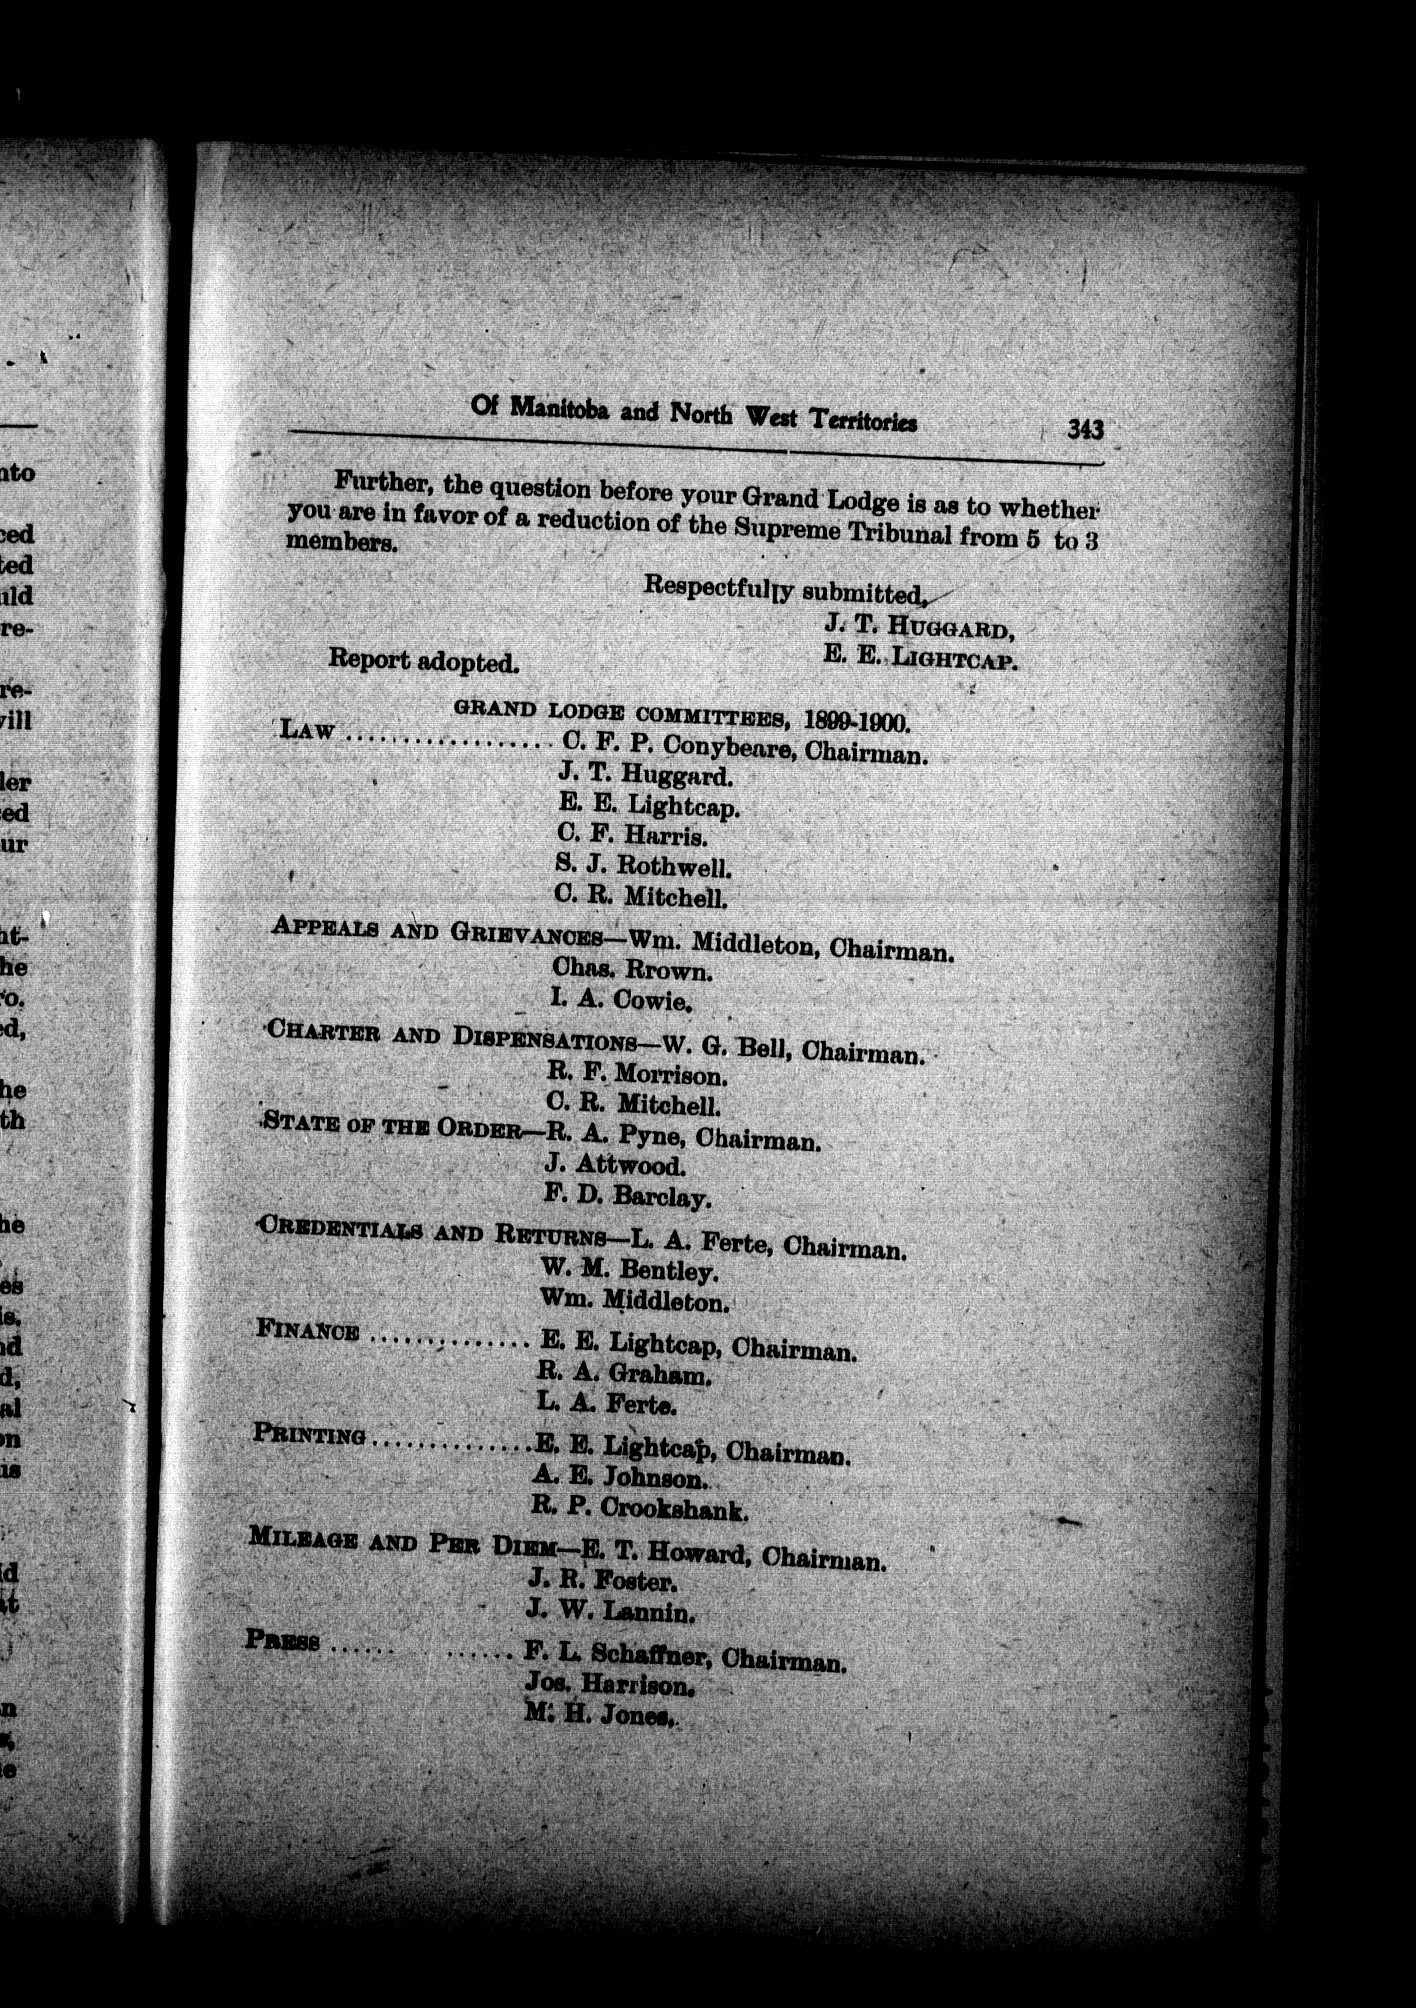 Of Manitoba and North West Territories 343
Further, the question before your Grand Lodge is as to whether
you are in favor of a reduction of the Supreme Tribunal from 5 to 3
members.
Respectfully submitted,
J. T. HUGGARD,
E. E. LIGHTCAP.
Report adopted.
GRAND LODGE COMMITTEES, 1899-1900.
LAW .................. C. F. P. Conybeare, Chairman.
J. T. Huggard.
E. E. Lightcap.
C. F. Harris.
S. J. Rothwell.
C. R. Mitchell.
APPEALS AND GRIEVANCES—Wm. Middleton, Chairman.
Chas. Rrown.
I. A. Cowie.
CHARTER AND DISPENSATIONS—W. G. Bell, Chairman.
R. F. Morrison.
C. R. Mitchell.
STATE OF THE ORDER—R. A. Pyne, Chairman.
J. Attwood.
F. D. Barclay.
CREDENTIALS AND RETURNS—L. A. Ferte, Chairman.
W. M. Bentley.
Wm. Middleton.
FINANCE .............. E. E. Lightcap, Chairman.
R. A. Graham.
L. A. Ferte.
PRINTING ..............E. E. Lightcap, Chairman.
A. E. Johnson.
R. P. Crookshank.
MILEAGE AND PER DIEM—E. T. Howard, Chairman.
J. R. Foster.
J. W. Lannin.
PRESS ...... ...... F. L. Schaffner, Chairman.
Jos. Harrison.
M. H. Jones.